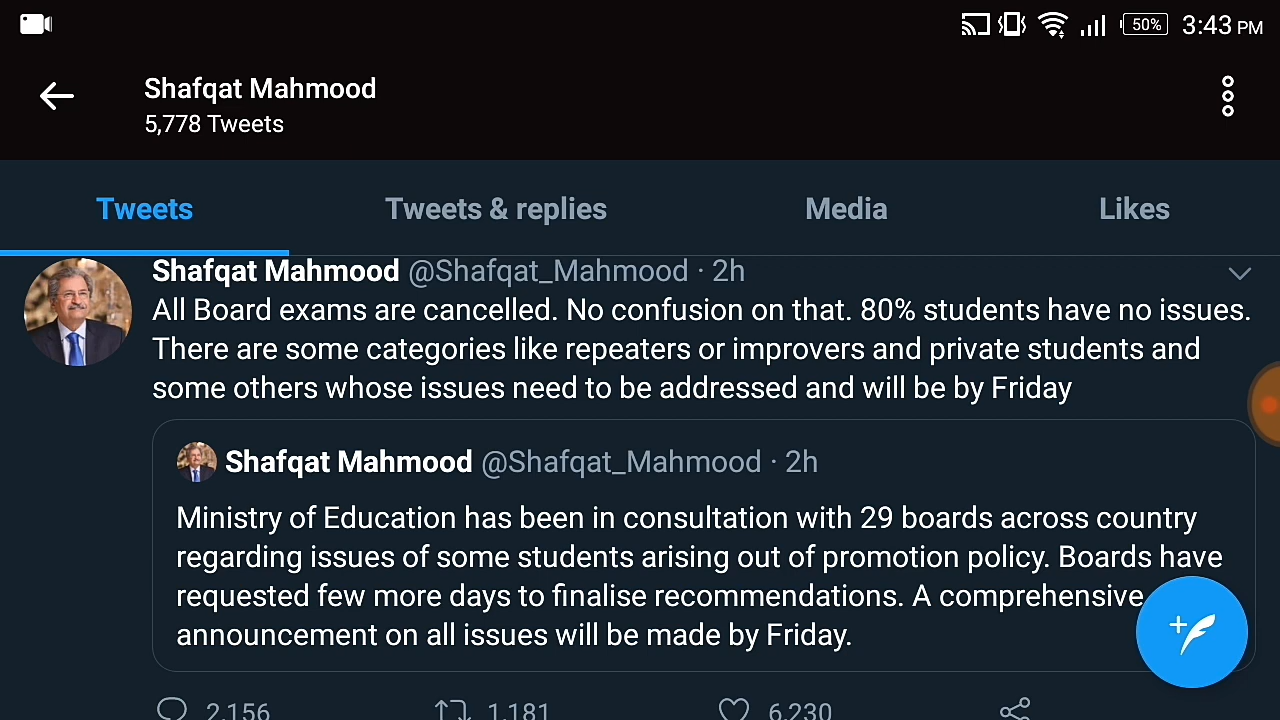 50% 3:43 PM
Shafqat Mahmood
5,778 Tweets
Tweets Tweets & replies Media Likes
Shafqat Mahmood @Shafqat_Mahmood · 2h
All Board exams are cancelled. No confusion on that. 80% students have no issues.
There are some categories like repeaters or improvers and private students and
some others whose issues need to be addressed and will be by Friday
Shafqat Mahmood @Shafqat_Mahmood · 2h
Ministry of Education has been in consultation with 29 boards across country
regarding issues of some students arising out of promotion policy. Boards have
requested few more days to finalise recommendations. A comprehensive
announcement on all issues will be made by Friday.
2,156 1,181 6,230